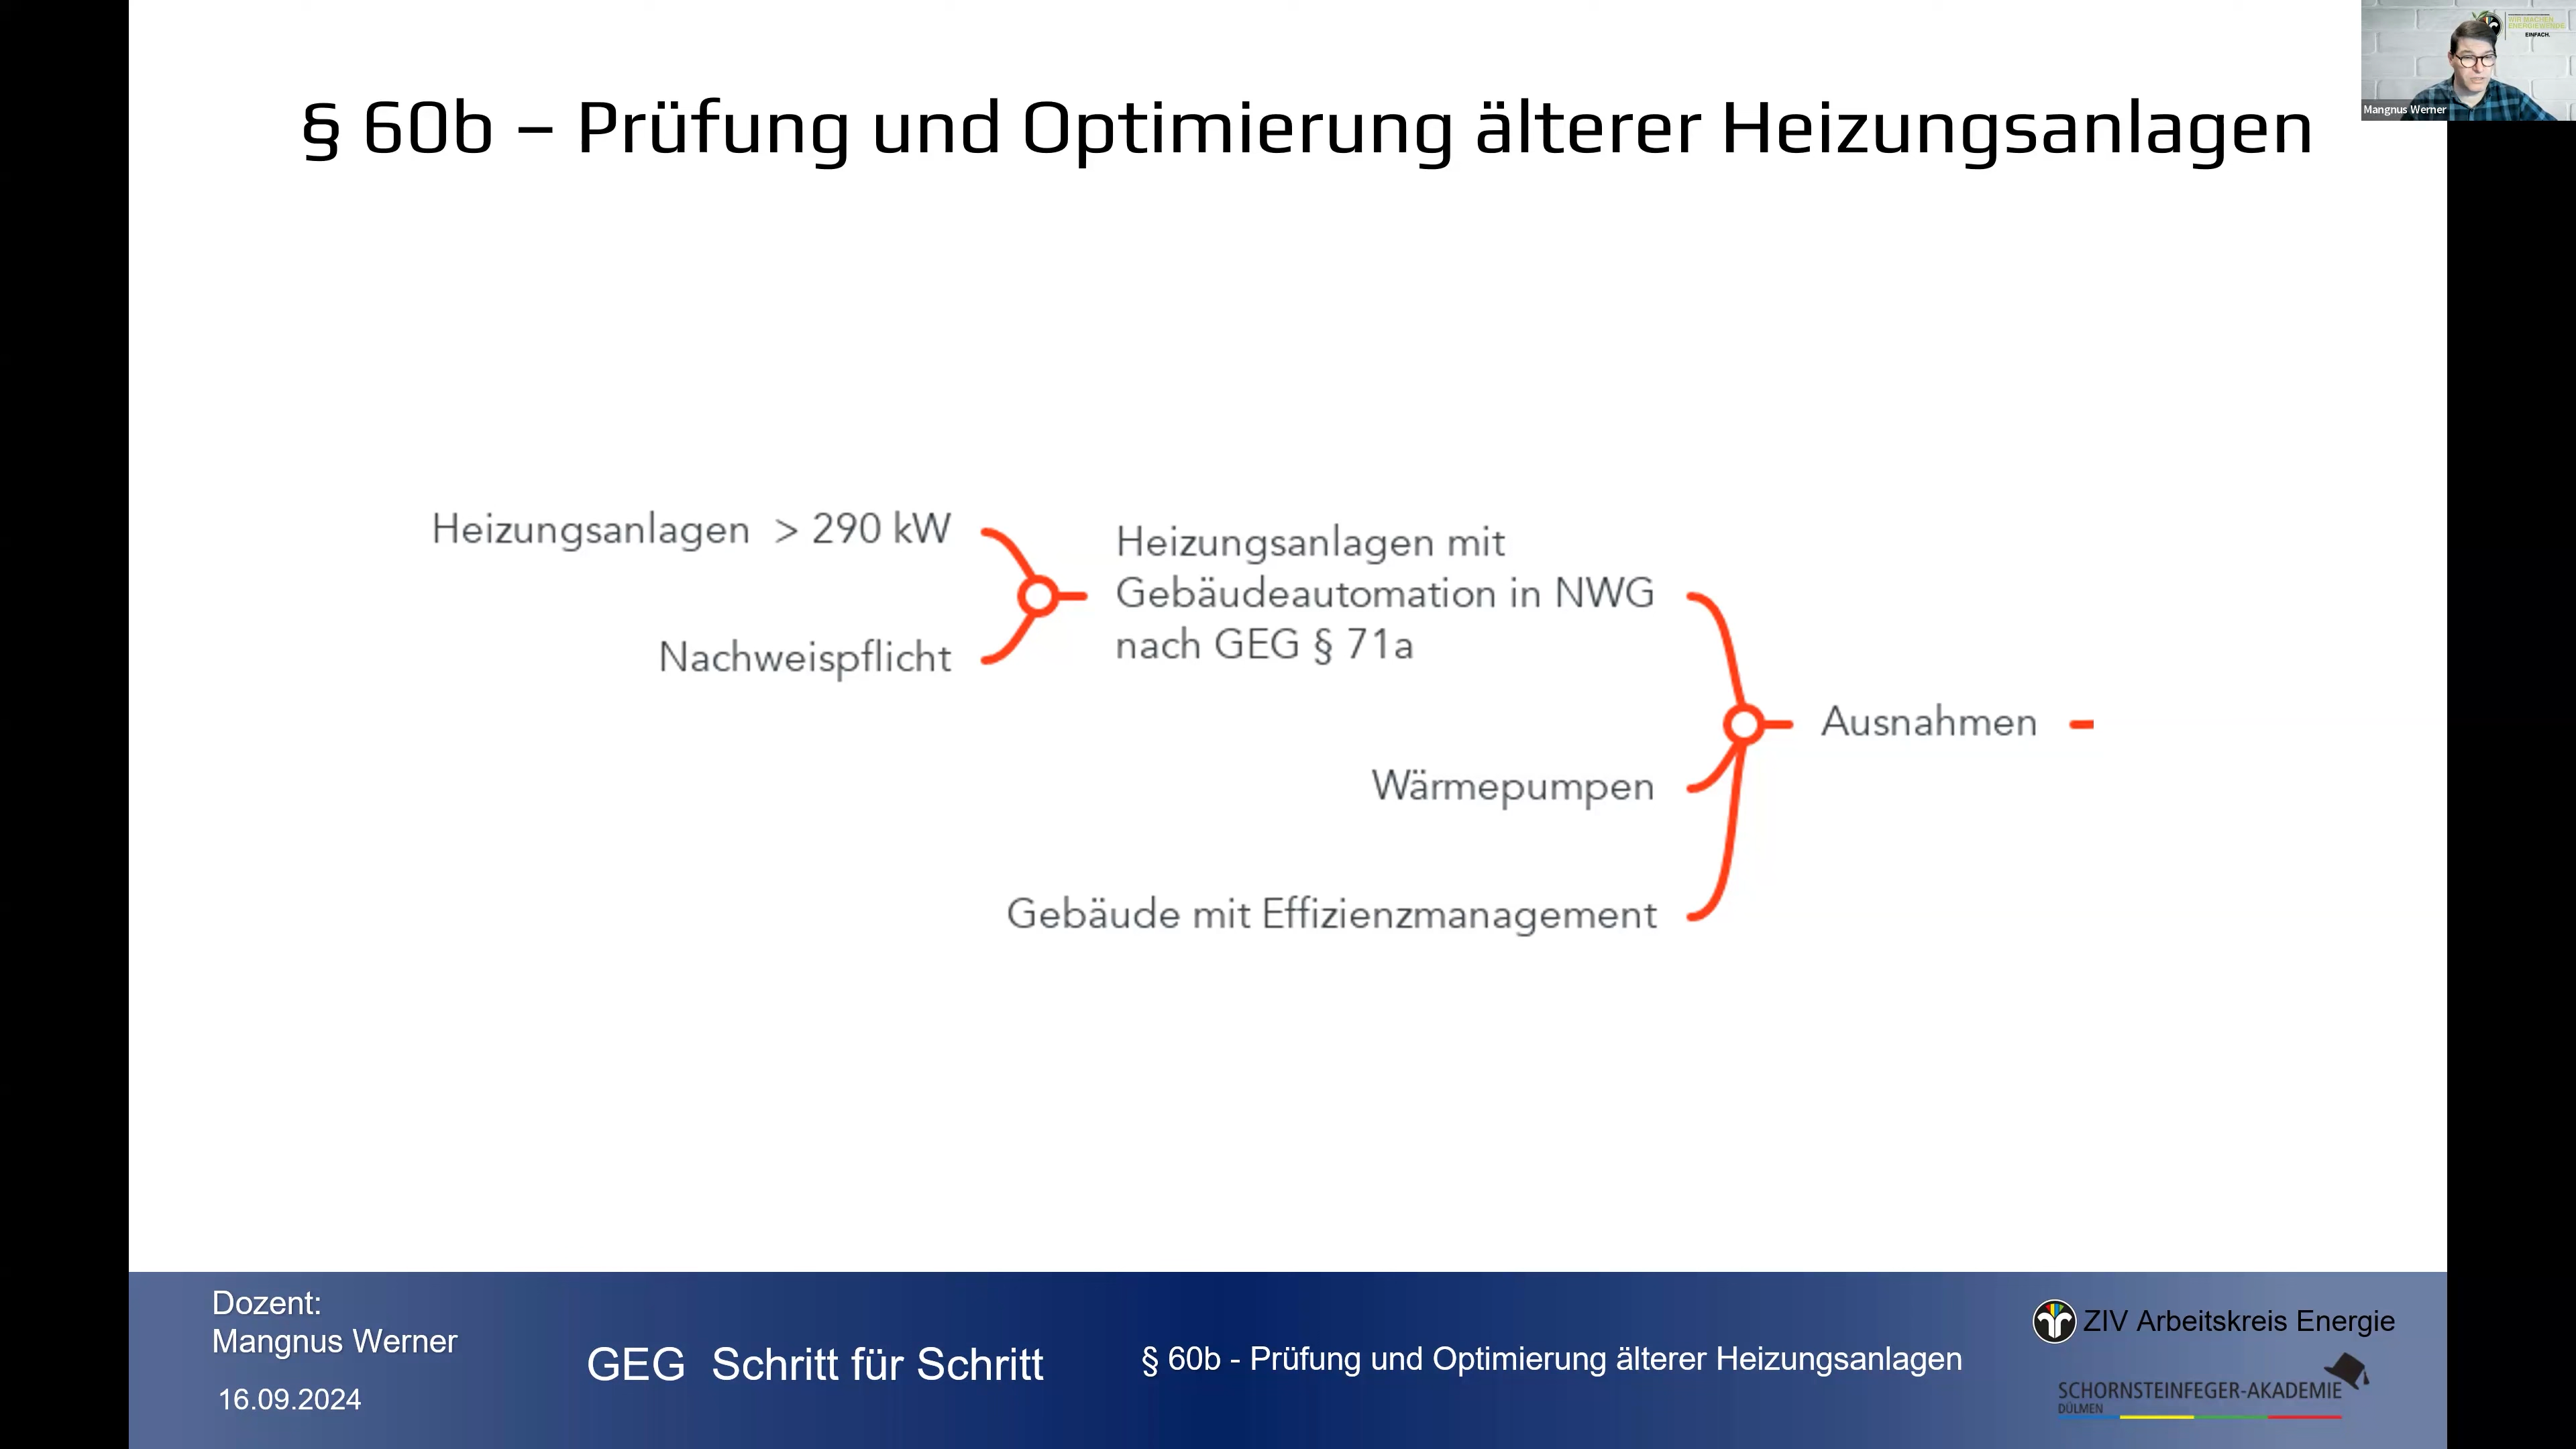 § 60b – Prüfung und Optimierung älterer Heizungsanlagen
EINFACH.
Mangnus Werner
Heizungsanlagen > 290 kW
Nachweispflicht
Heizungsanlagen mit
Gebäudeautomation in NWG
nach GEG § 71a
Wärmepumpen
Gebäude mit Effizienzmanagement
Ausnahmen
Dozent:
Mangnus Werner
16.09.2024
GEG Schritt für Schritt
§ 60b - Prüfung und Optimierung älterer Heizungsanlagen
ZIV Arbeitskreis Energie
SCHORNSTEINFEGER-AKADEMIE
DÜLMEN